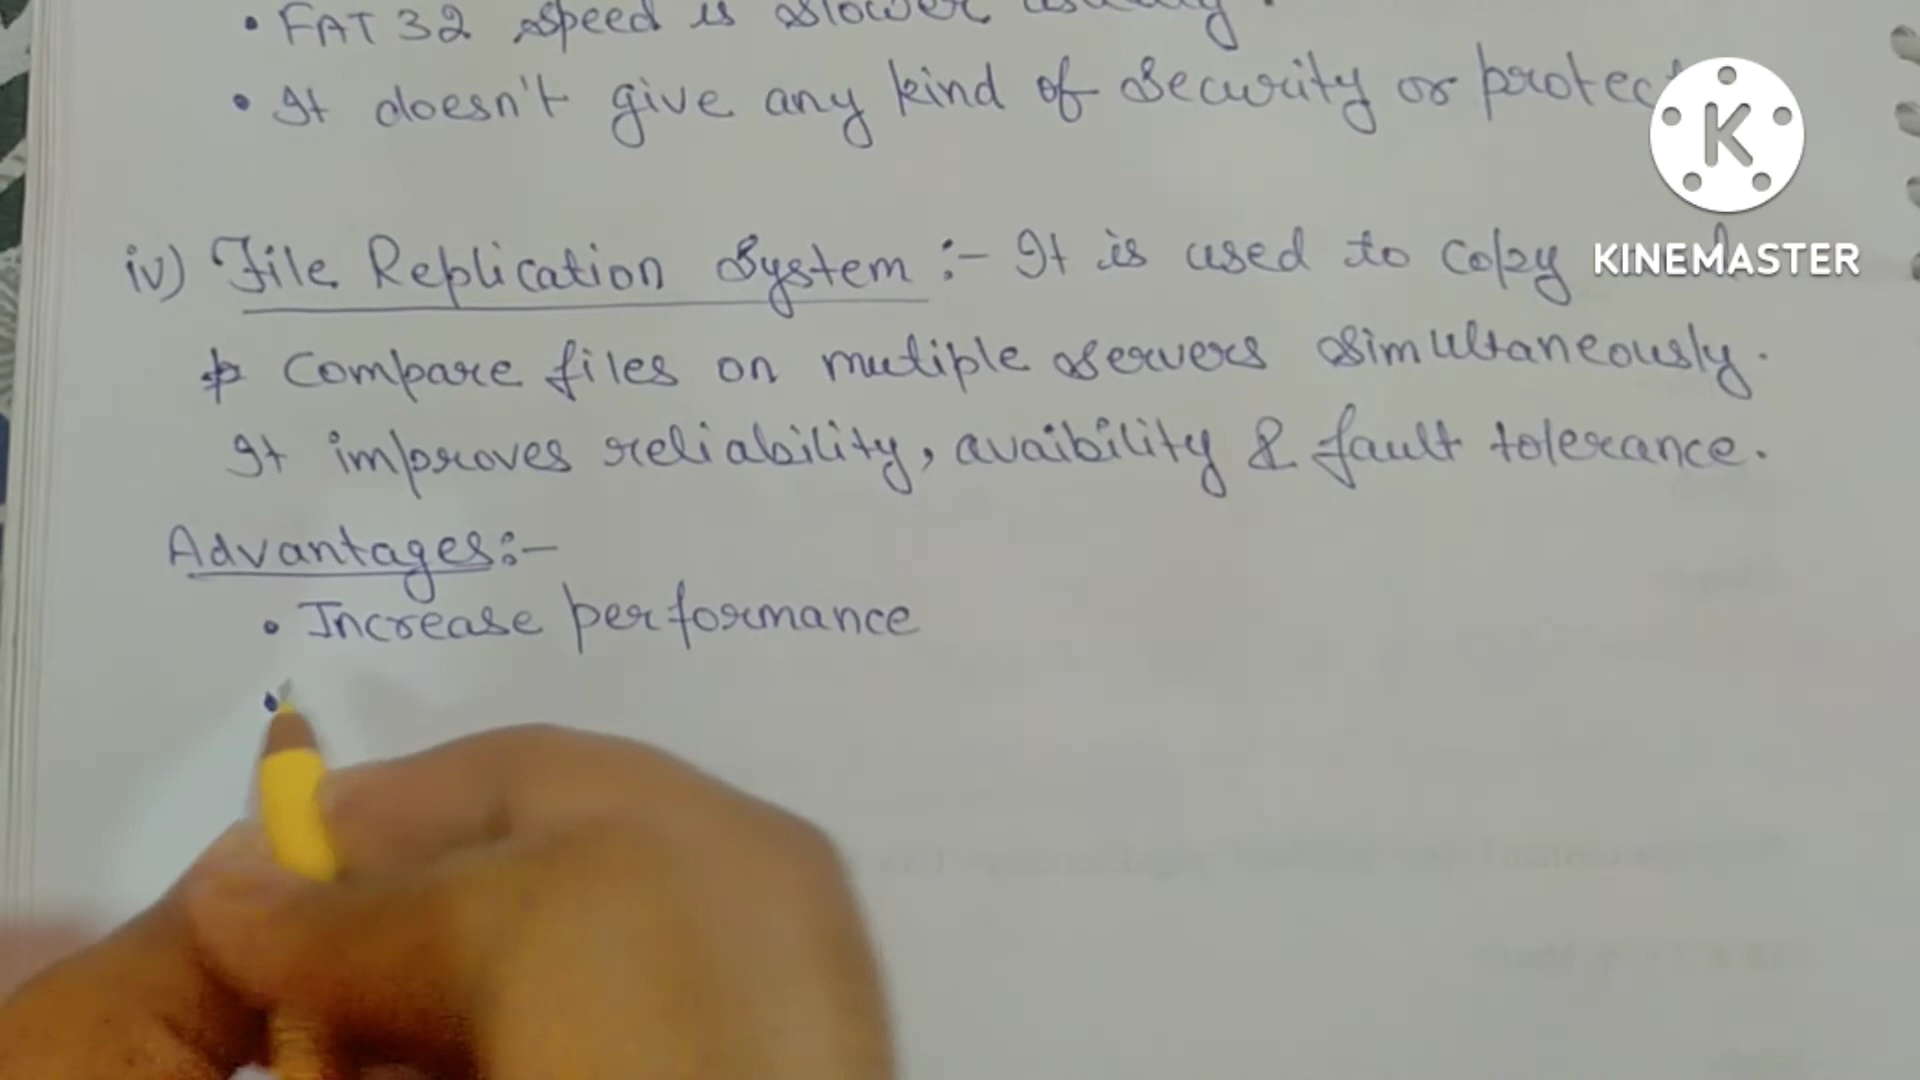 • FAT 32 speed is slower
• It doesn't give any kind of security or protec
iv) File Replication System :- It is used to copy
Compare files on mutiple servers simultaneously.
It improves reliability, avaibility & fault tolerance.
Advantages:-
• Increase performance
•
K
KINEMASTER